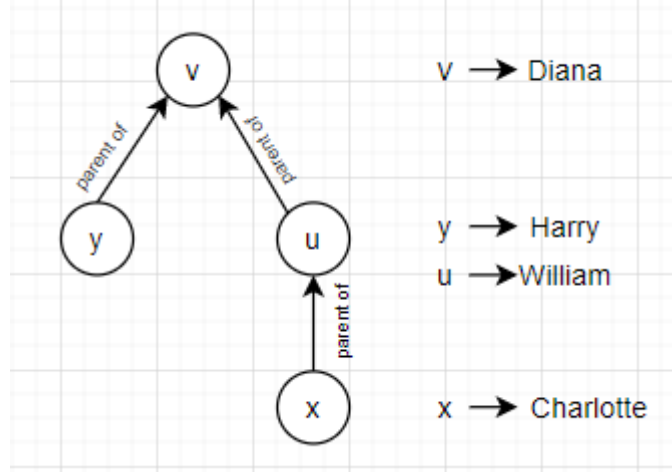 v
V → Diana
parent of
parent of
y
u
y → Harry
u → William
parent of
x
x → Charlotte